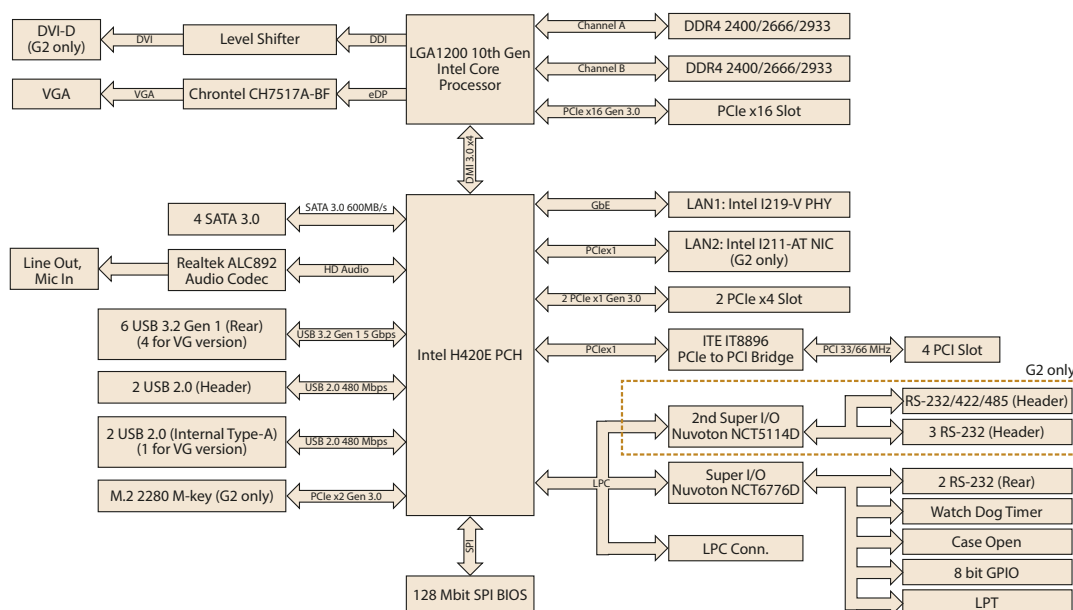 DVI-D
(G2 only)
DVI
Level Shifter
DDI
LGA1200 10th Gen
Intel Core
Processor
Channel A
DDR4 2400/2666/2933
Channel B
DDR4 2400/2666/2933
VGA
VGA
Chrontel CH7517A-BF
eDP
PCIe x16 Gen 3.0
PCIe x16 Slot
DMI 3.0 x4
4 SATA 3.0
SATA 3.0 600MB/s
Line Out,
Mic In
Realtek ALC892
Audio Codec
HD Audio
6 USB 3.2 Gen 1 (Rear)
(4 for VG version)
USB 3.2 Gen 1 5 Gbps
2 USB 2.0 (Header)
USB 2.0 480 Mbps
2 USB 2.0 (Internal Type-A)
(1 for VG version)
USB 2.0 480 Mbps
M.2 2280 M-key (G2 only)
PCIe x2 Gen 3.0
Intel H420E PCH
GbE
LAN1: Intel I219-V PHY
PCIex1
LAN2: Intel I211-AT NIC
(G2 only)
2 PCIe x1 Gen 3.0
2 PCIe x4 Slot
PCIex1
ITE IT8896
PCIe to PCI Bridge
PCI 33/66 MHz
4 PCI Slot
G2 only
2nd Super I/O
Nuvoton NCT5114D
RS-232/422/485 (Header)
3 RS-232 (Header)
LPC
Super I/O
Nuvoton NCT6776D
2 RS-232 (Rear)
Watch Dog Timer
Case Open
8 bit GPIO
LPT
LPC Conn.
SPI
128 Mbit SPI BIOS